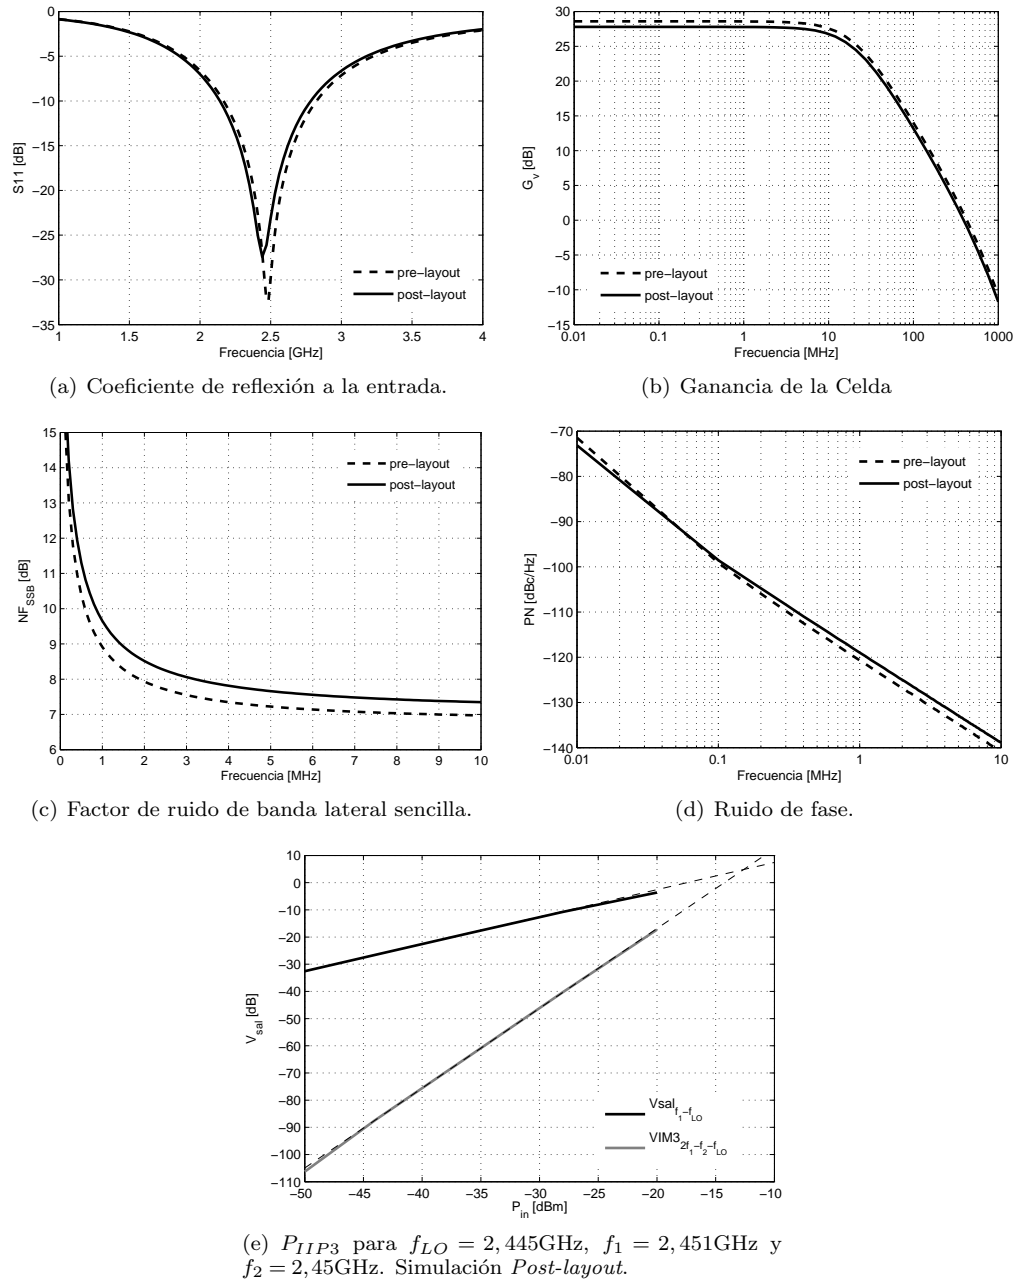 0
−5
−10
−15
−20
−25
−30
−35
S11 [dB]
pre−layout
post−layout
1 1.5 2 2.5 3 3.5 4
Frecuencia [GHz]
(a) Coeficiente de reflexión a la entrada.
30
25
20
15
10
5
0
−5
−10
−15
G_v [dB]
pre−layout
post−layout
0.01 0.1 1 10 100 1000
Frecuencia [MHz]
(b) Ganancia de la Celda
15
14
13
12
11
10
9
8
7
6
NF_SSB [dB]
pre−layout
post−layout
0 1 2 3 4 5 6 7 8 9 10
Frecuencia [MHz]
(c) Factor de ruido de banda lateral sencilla.
−70
−80
−90
−100
−110
−120
−130
−140
PN [dBc/Hz]
pre−layout
post−layout
0.01 0.1 1 10
Frecuencia [MHz]
(d) Ruido de fase.
10
0
−10
−20
−30
−40
−50
−60
−70
−80
−90
−100
−110
V_sal [dB]
Vsal_f1−fLO
VIM3_2f1−f2−fLO
−50 −45 −40 −35 −30 −25 −20 −15 −10
P_in [dBm]
(e) P_IIP3 para f_LO = 2,445GHz, f_1 = 2,451GHz y
f_2 = 2,45GHz. Simulación Post-layout.